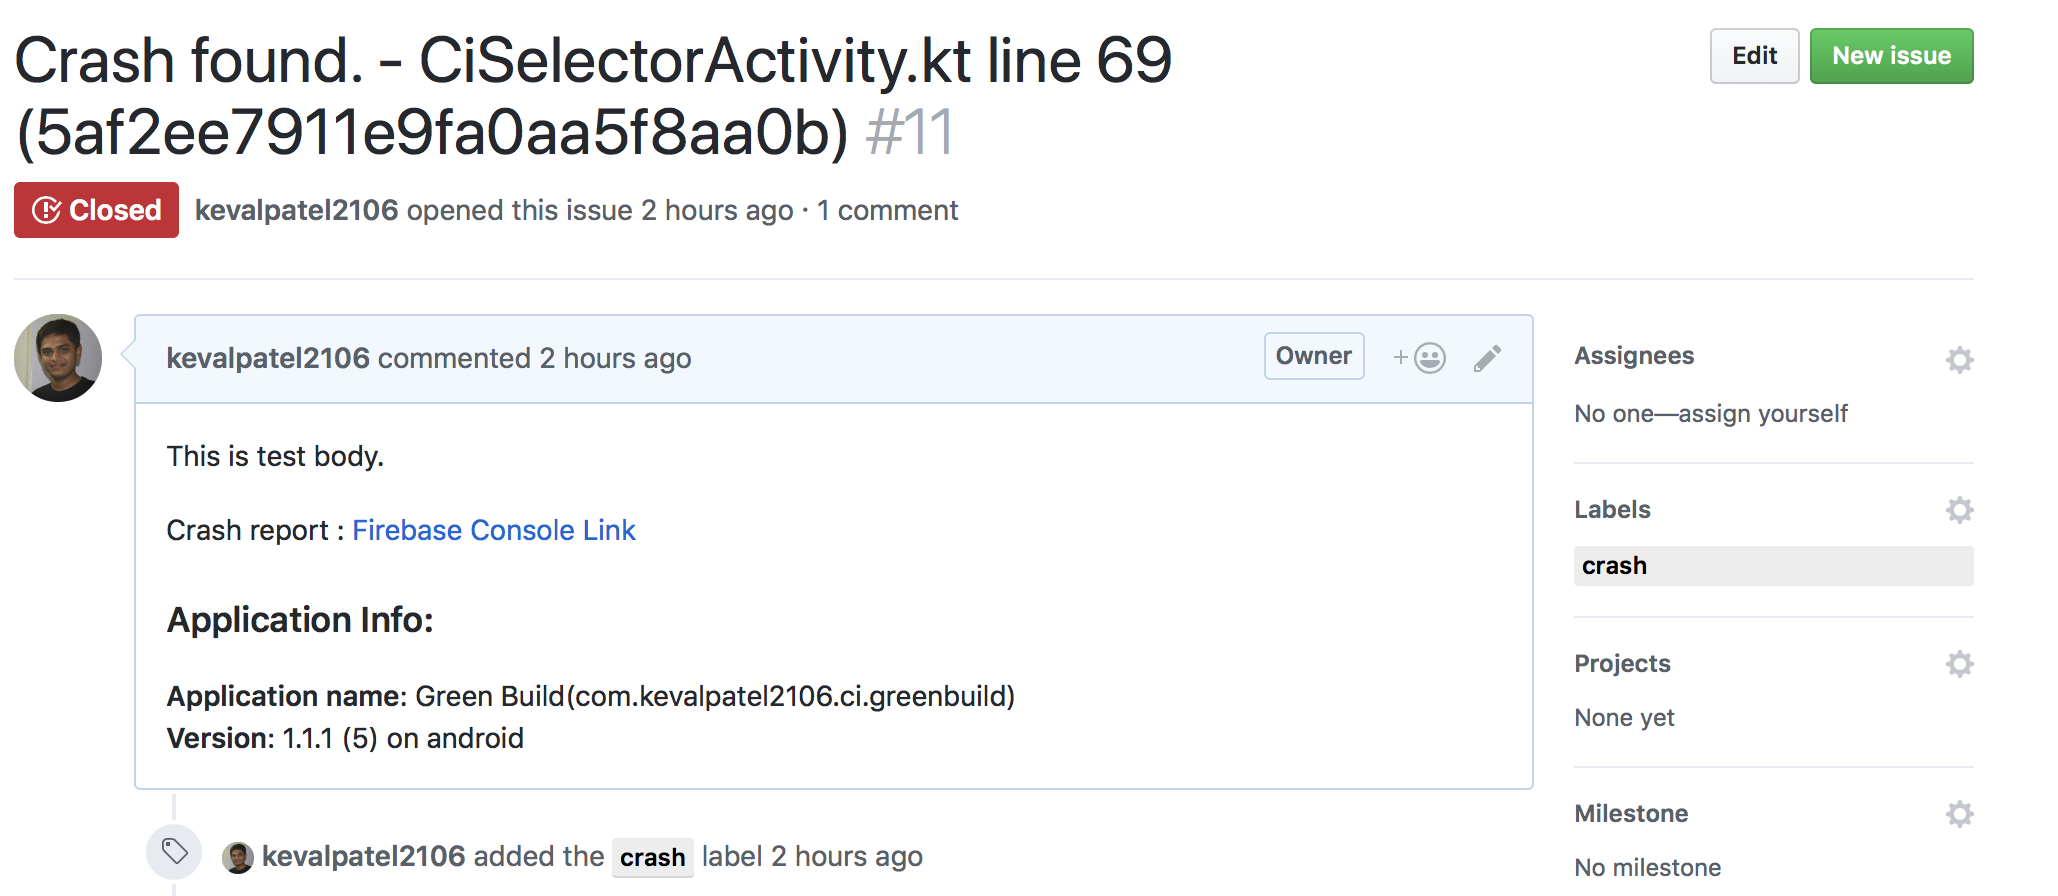 Crash found. - CiSelectorActivity.kt line 69
(5af2ee7911e9fa0aa5f8aa0b) #11
Edit
New issue
Closed
kevalpatel2106 opened this issue 2 hours ago · 1 comment
kevalpatel2106 commented 2 hours ago
Owner
+
This is test body.
Crash report : Firebase Console Link
Application Info:
Application name: Green Build(com.kevalpatel2106.ci.greenbuild)
Version: 1.1.1 (5) on android
kevalpatel2106 added the crash label 2 hours ago
Assignees
No one—assign yourself
Labels
crash
Projects
None yet
Milestone
No milestone